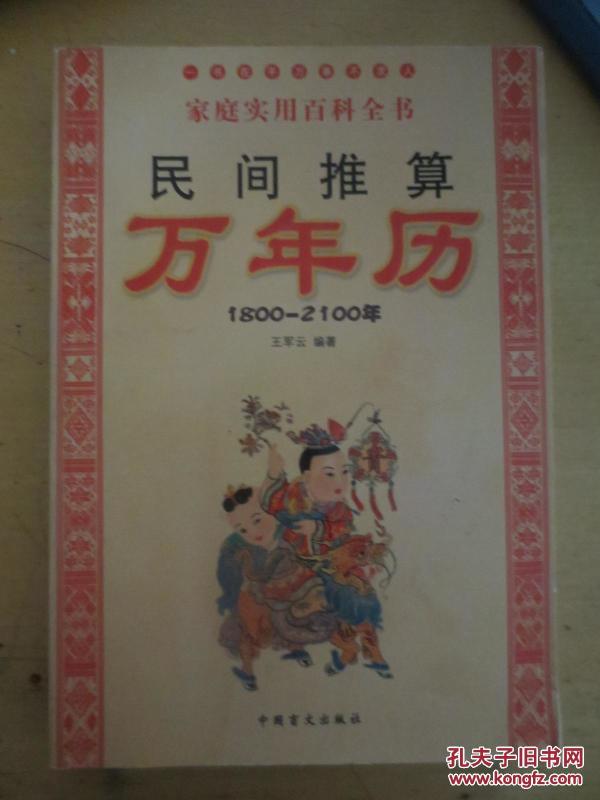 一书在手万事不求人
家庭实用百科全书
民间推算
万年历
1800-2100年
王军云 编著
中国盲文出版社
孔夫子旧书网
www.kongfz.com